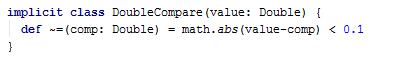 implicit class DoubleCompare(value: Double) {
  def ~=(comp: Double) = math.abs(value-comp) < 0.1
}